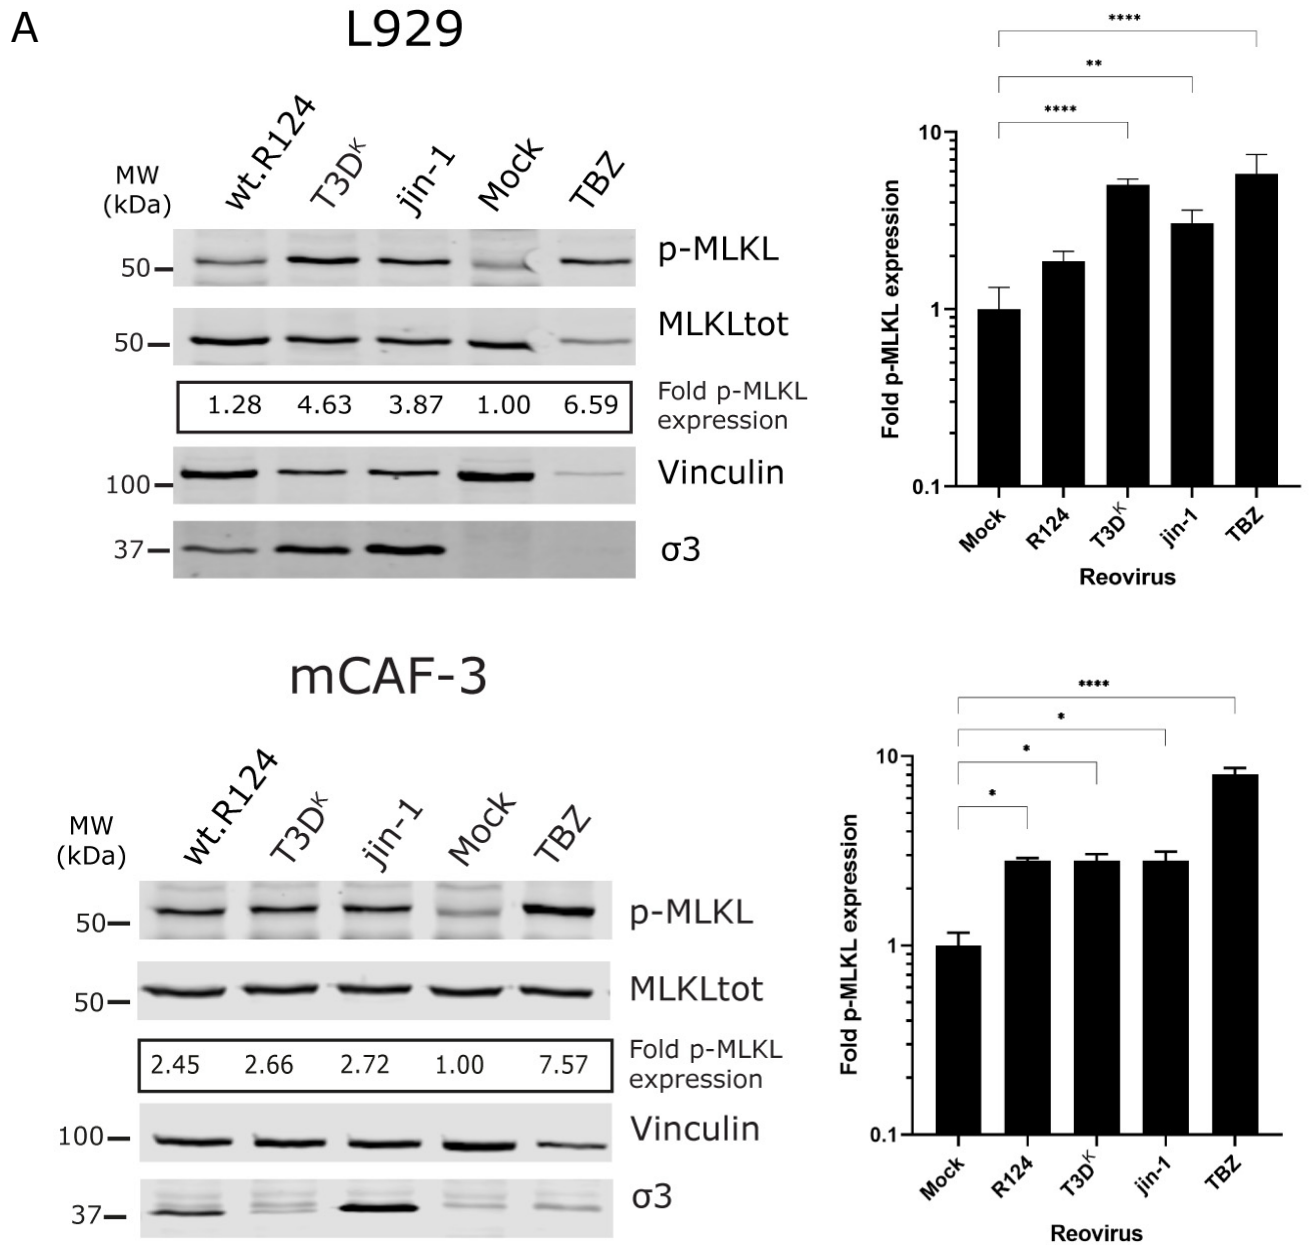 A
L929
MW
(kDa)
wt.R124
T3Dᴷ
jin-1
Mock
TBZ
50
p-MLKL
50
MLKLtot
1.28 4.63 3.87 1.00 6.59
Fold p-MLKL
expression
100
Vinculin
37
σ3
****
**
****
Fold p-MLKL expression
10
1
0.1
Mock
R124
T3Dᴷ
jin-1
TBZ
Reovirus
mCAF-3
MW
(kDa)
wt.R124
T3Dᴷ
jin-1
Mock
TBZ
50
p-MLKL
50
MLKLtot
2.45 2.66 2.72 1.00 7.57
Fold p-MLKL
expression
100
Vinculin
37
σ3
****
*
*
*
Fold p-MLKL expression
10
1
0.1
Mock
R124
T3Dᴷ
jin-1
TBZ
Reovirus